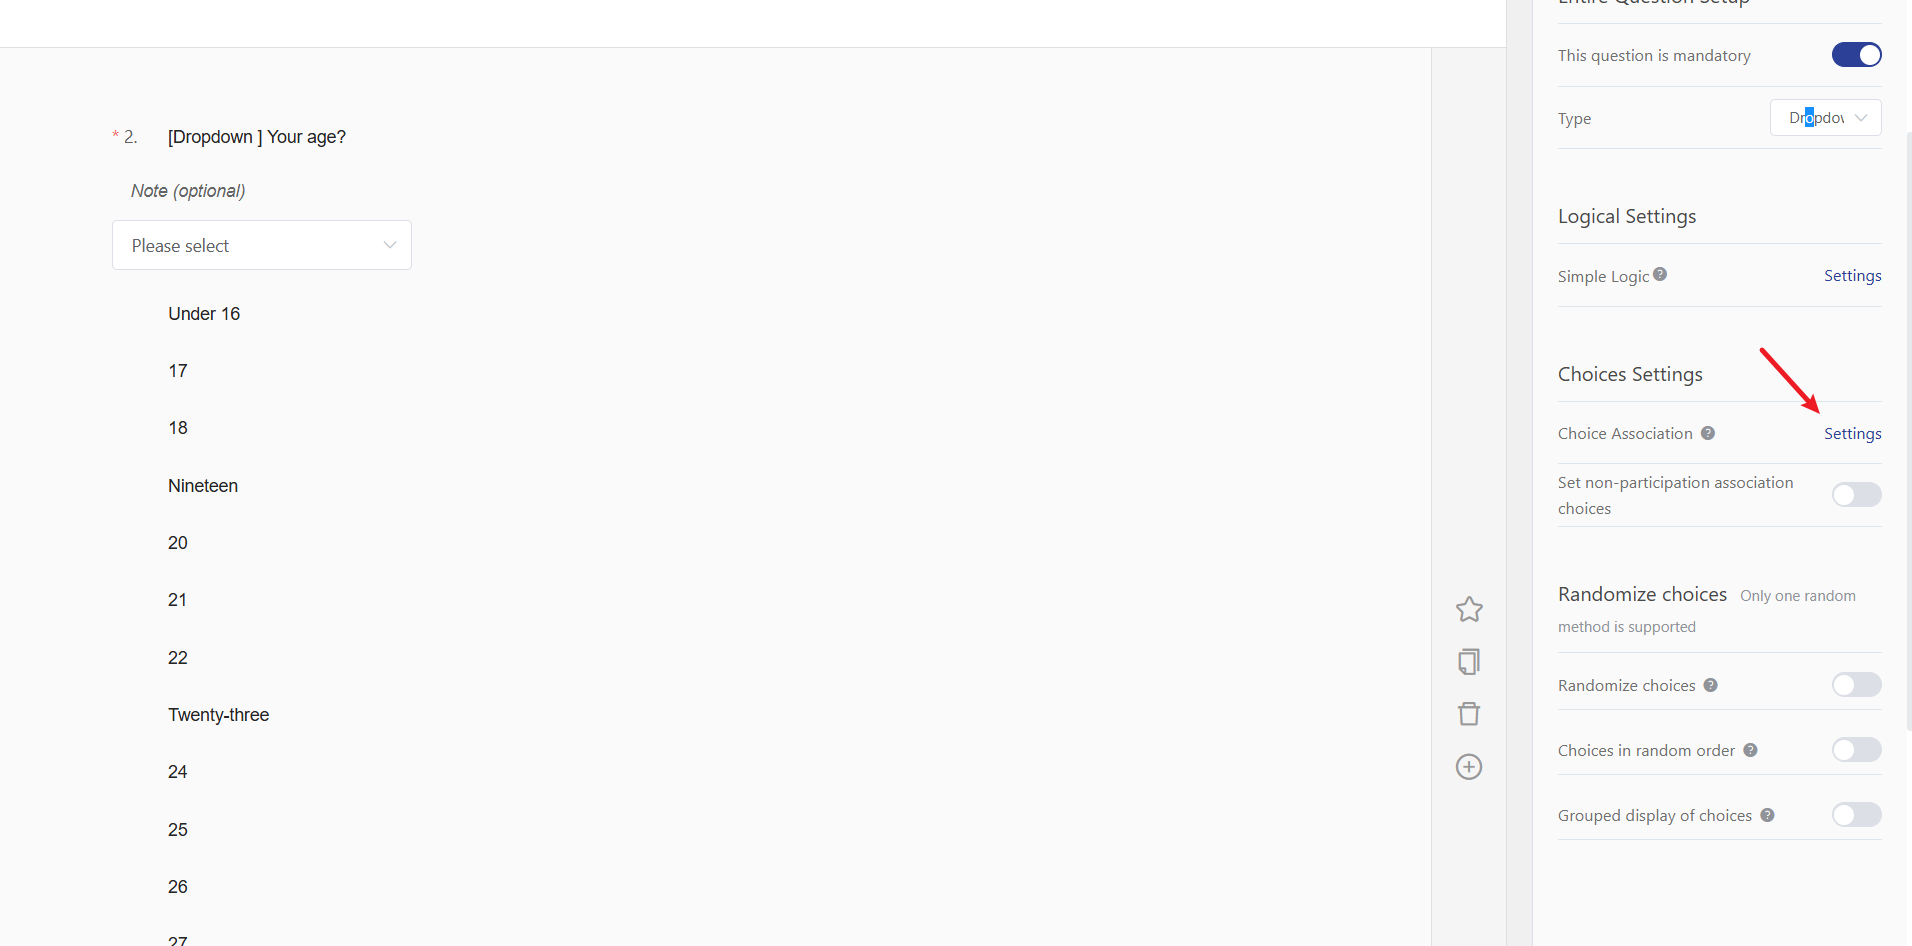 * 2. [Dropdown ] Your age?
Note (optional)
Please select
Under 16
17
18
Nineteen
20
21
22
Twenty-three
24
25
26
27
Entire Question Setup
This question is mandatory
Type
Dropdov
Logical Settings
Simple Logic ?
Settings
Choices Settings
Choice Association ?
Settings
Set non-participation association
choices
Randomize choices Only one random
method is supported
Randomize choices ?
Choices in random order ?
Grouped display of choices ?